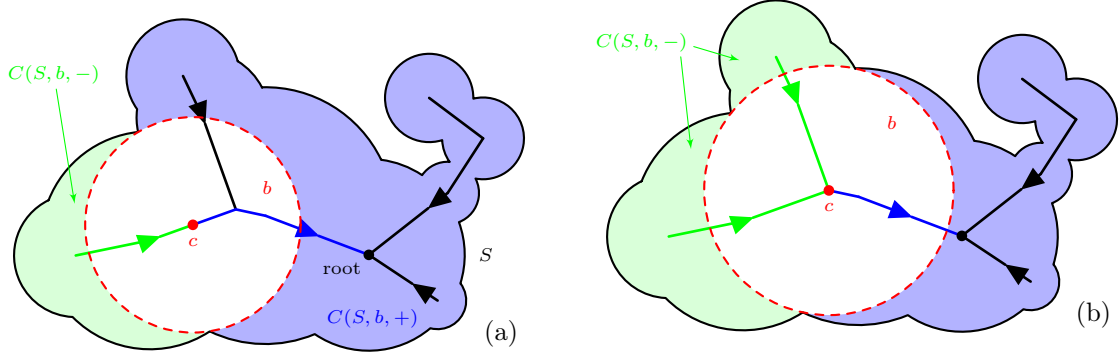 C(S, b, −)
b
c
root
S
C(S, b, +)
(a)
C(S, b, −)
b
c
(b)